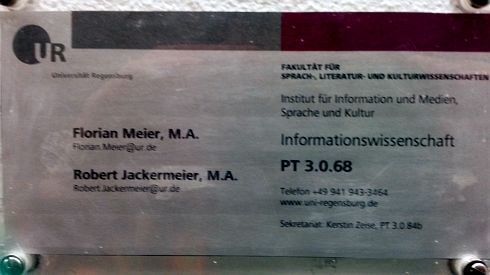 UR
Universität Regensburg
FAKULTÄT FÜR
SPRACH-, LITERATUR- UND KULTURWISSENSCHAFTEN
Institut für Information und Medien,
Sprache und Kultur
Florian Meier, M.A.
Florian.Meier@ur.de
Robert Jackermeier, M.A.
Robert.Jackermeier@ur.de
Informationswissenschaft
PT 3.0.68
Telefon +49 941 943-3464
www.uni-regensburg.de
Sekretariat: Kerstin Zeise, PT 3.0 84b